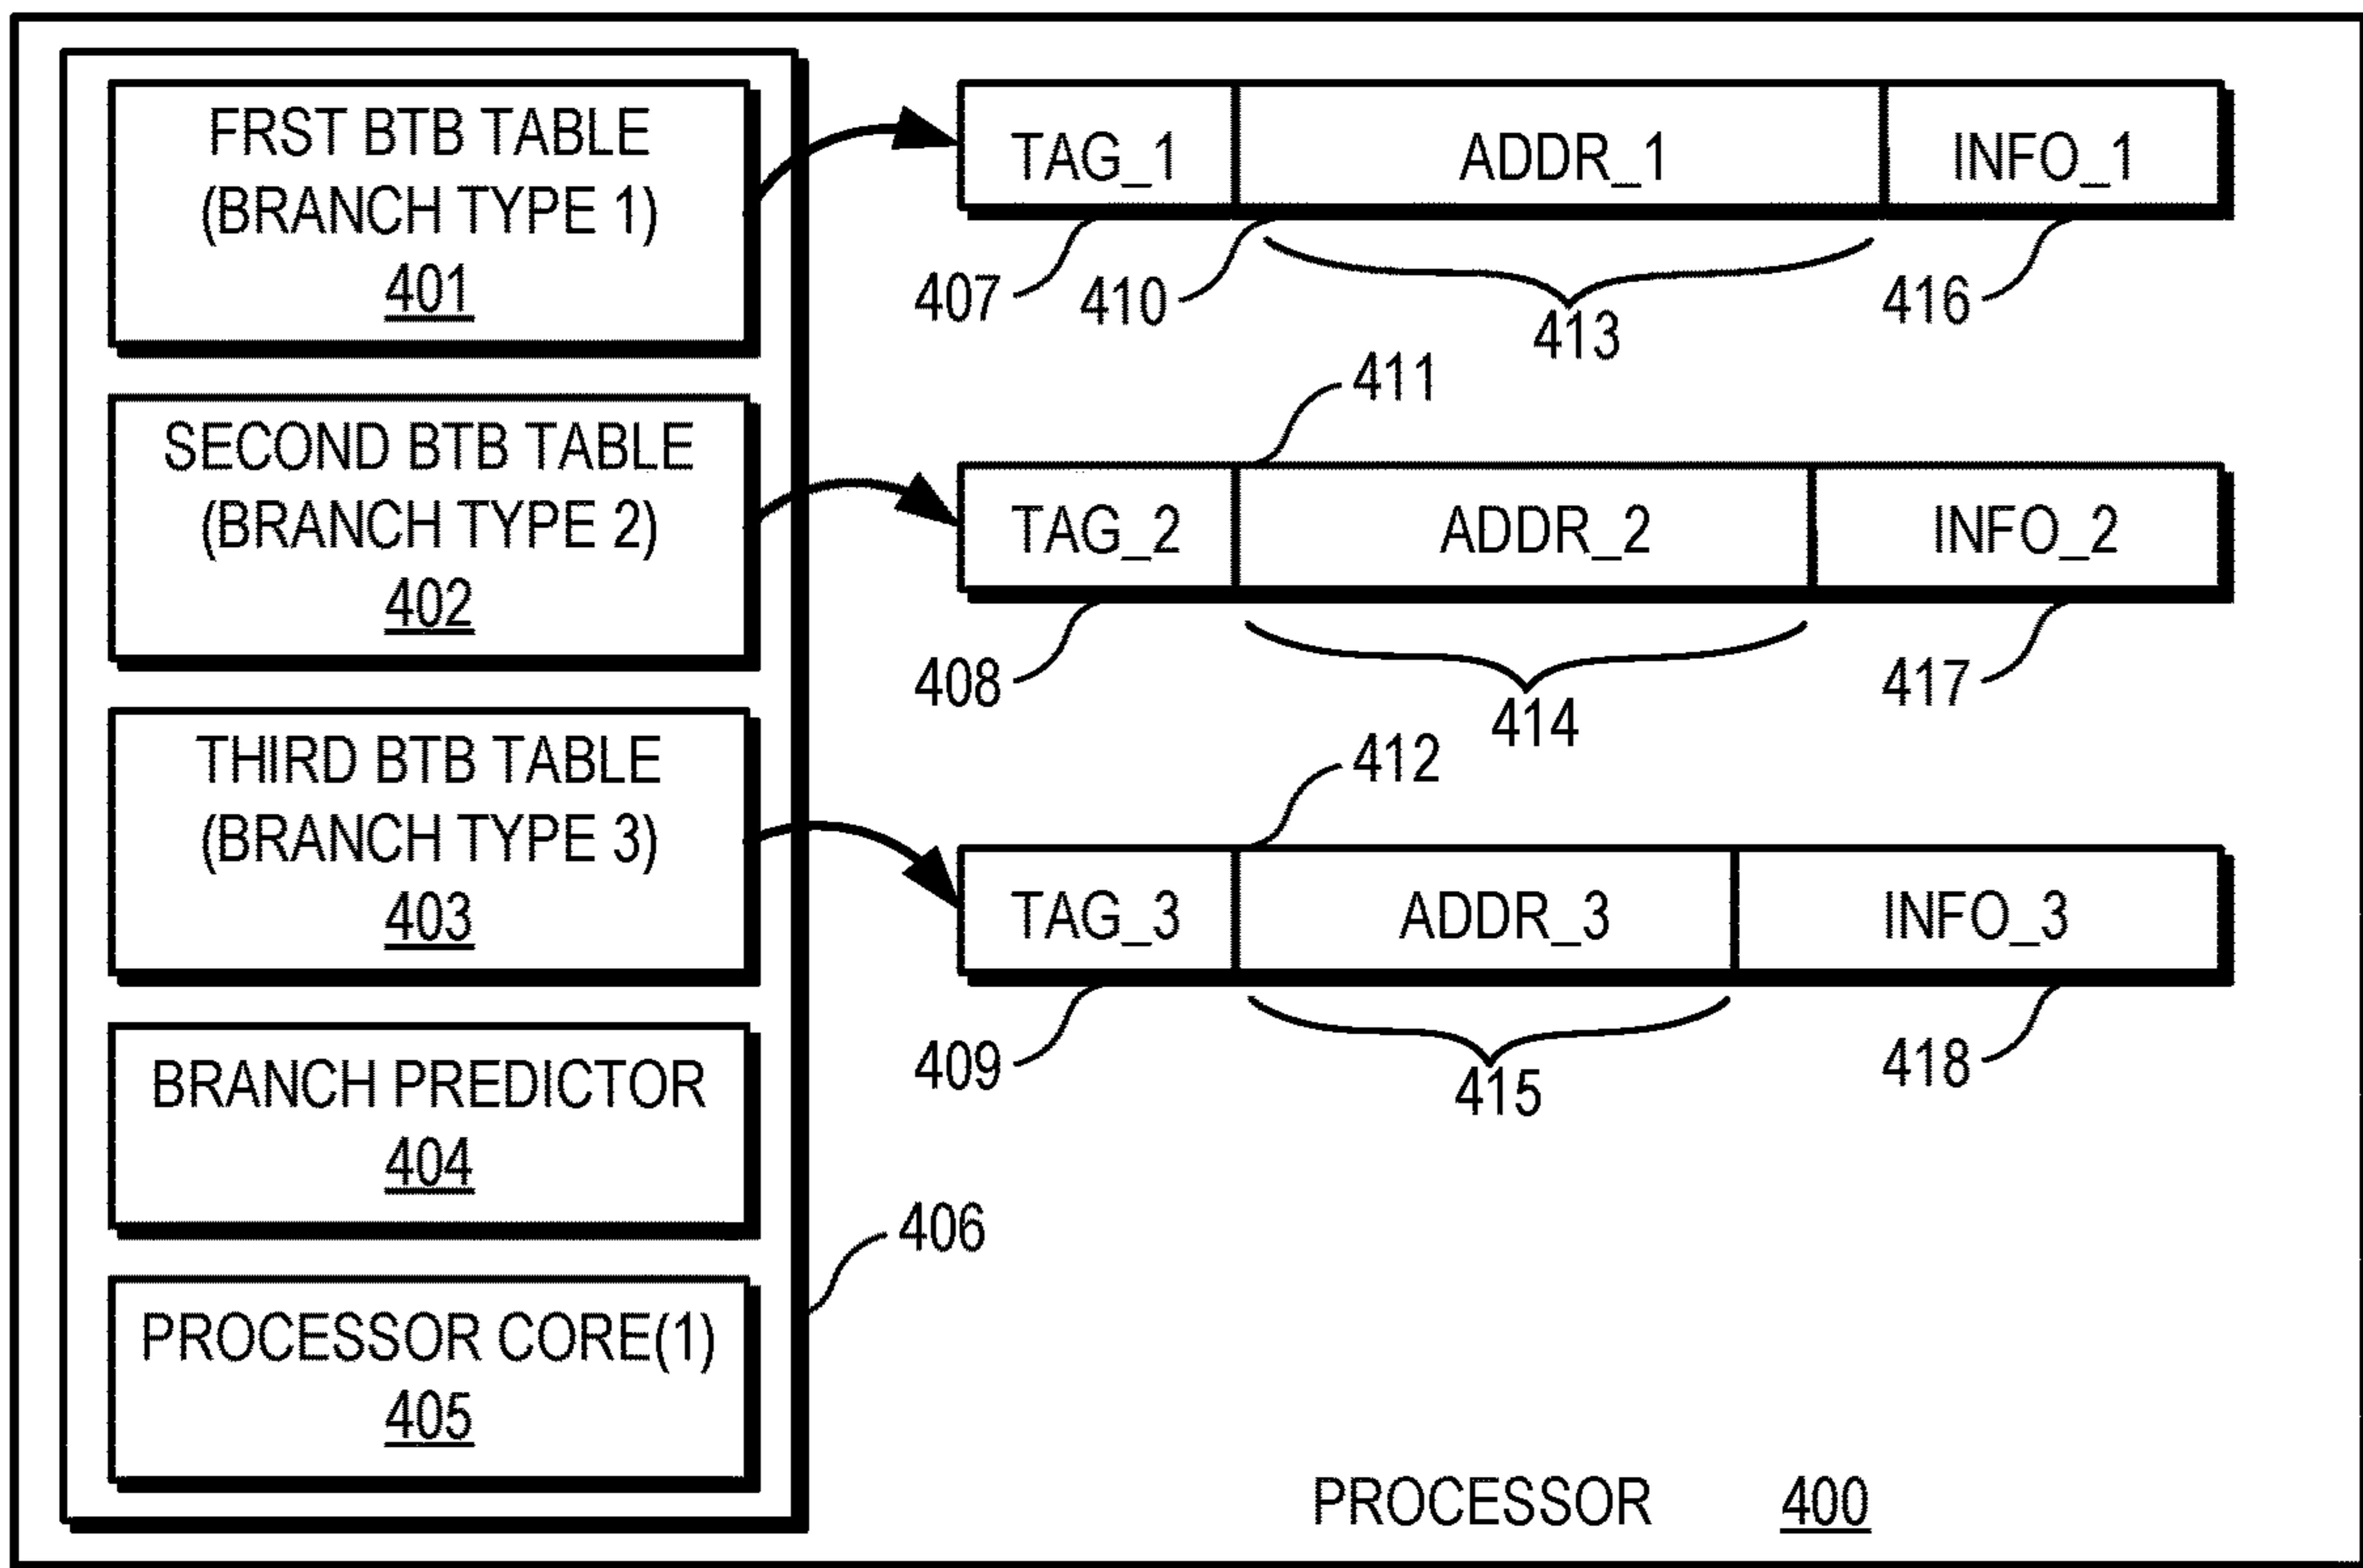 FRST BTB TABLE
(BRANCH TYPE 1)
401
SECOND BTB TABLE
(BRANCH TYPE 2)
402
THIRD BTB TABLE
(BRANCH TYPE 3)
403
BRANCH PREDICTOR
404
PROCESSOR CORE(1)
405
406
TAG_1 ADDR_1 INFO_1
407 410 413 416
411
TAG_2 ADDR_2 INFO_2
408 414 417
412
TAG_3 ADDR_3 INFO_3
409 415 418
PROCESSOR 400